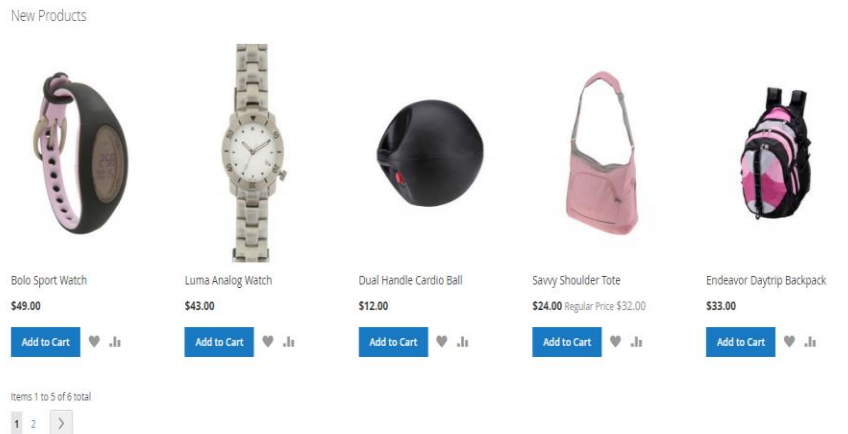 New Products
Bolo Sport Watch
$49.00
Add to Cart
Luma Analog Watch
$43.00
Add to Cart
Dual Handle Cardio Ball
$12.00
Add to Cart
Savvy Shoulder Tote
$24.00 Regular Price $32.00
Add to Cart
Endeavor Daytrip Backpack
$33.00
Add to Cart
Items 1 to 5 of 6 total
1 2 >